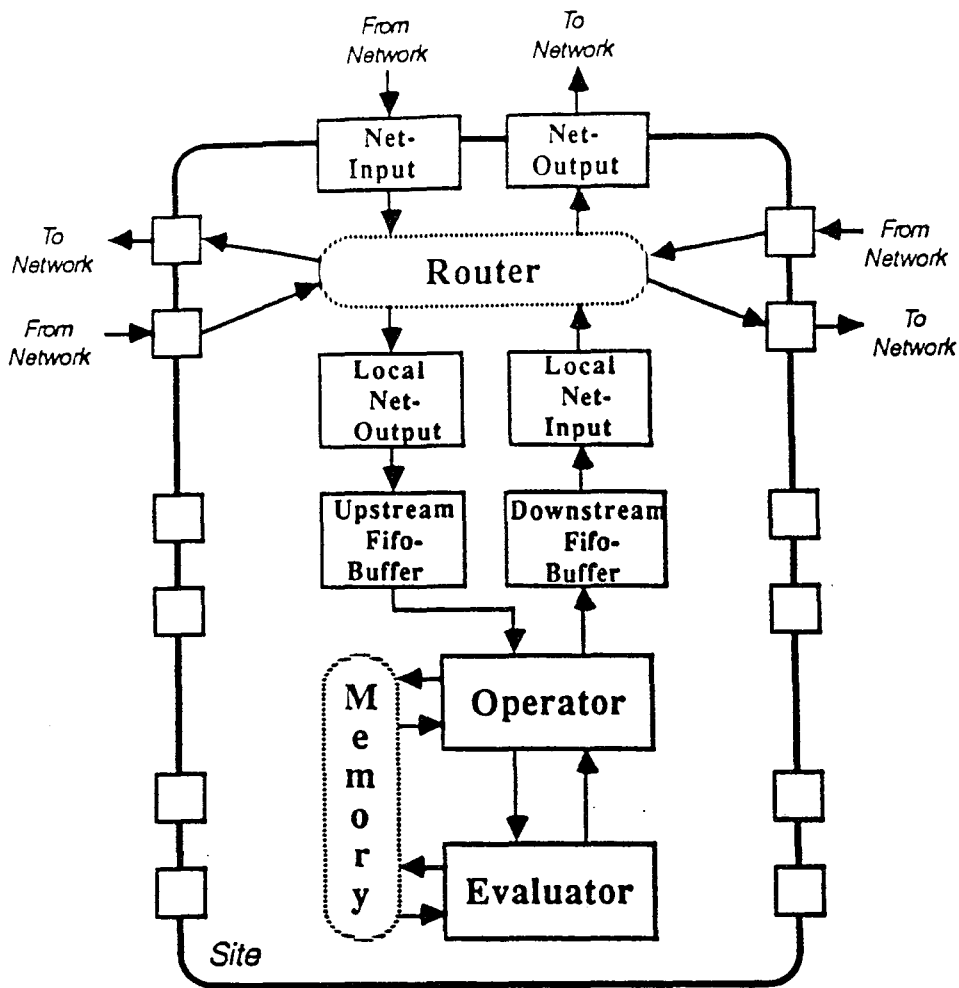 From
Network
To
Network
Net-
Input
Net-
Output
To
Network
From
Network
Router
From
Network
To
Network
Local
Net-
Output
Local
Net-
Input
Upstream
Fifo-
Buffer
Downstream
Fifo-
Buffer
Memory
Operator
Evaluator
Site